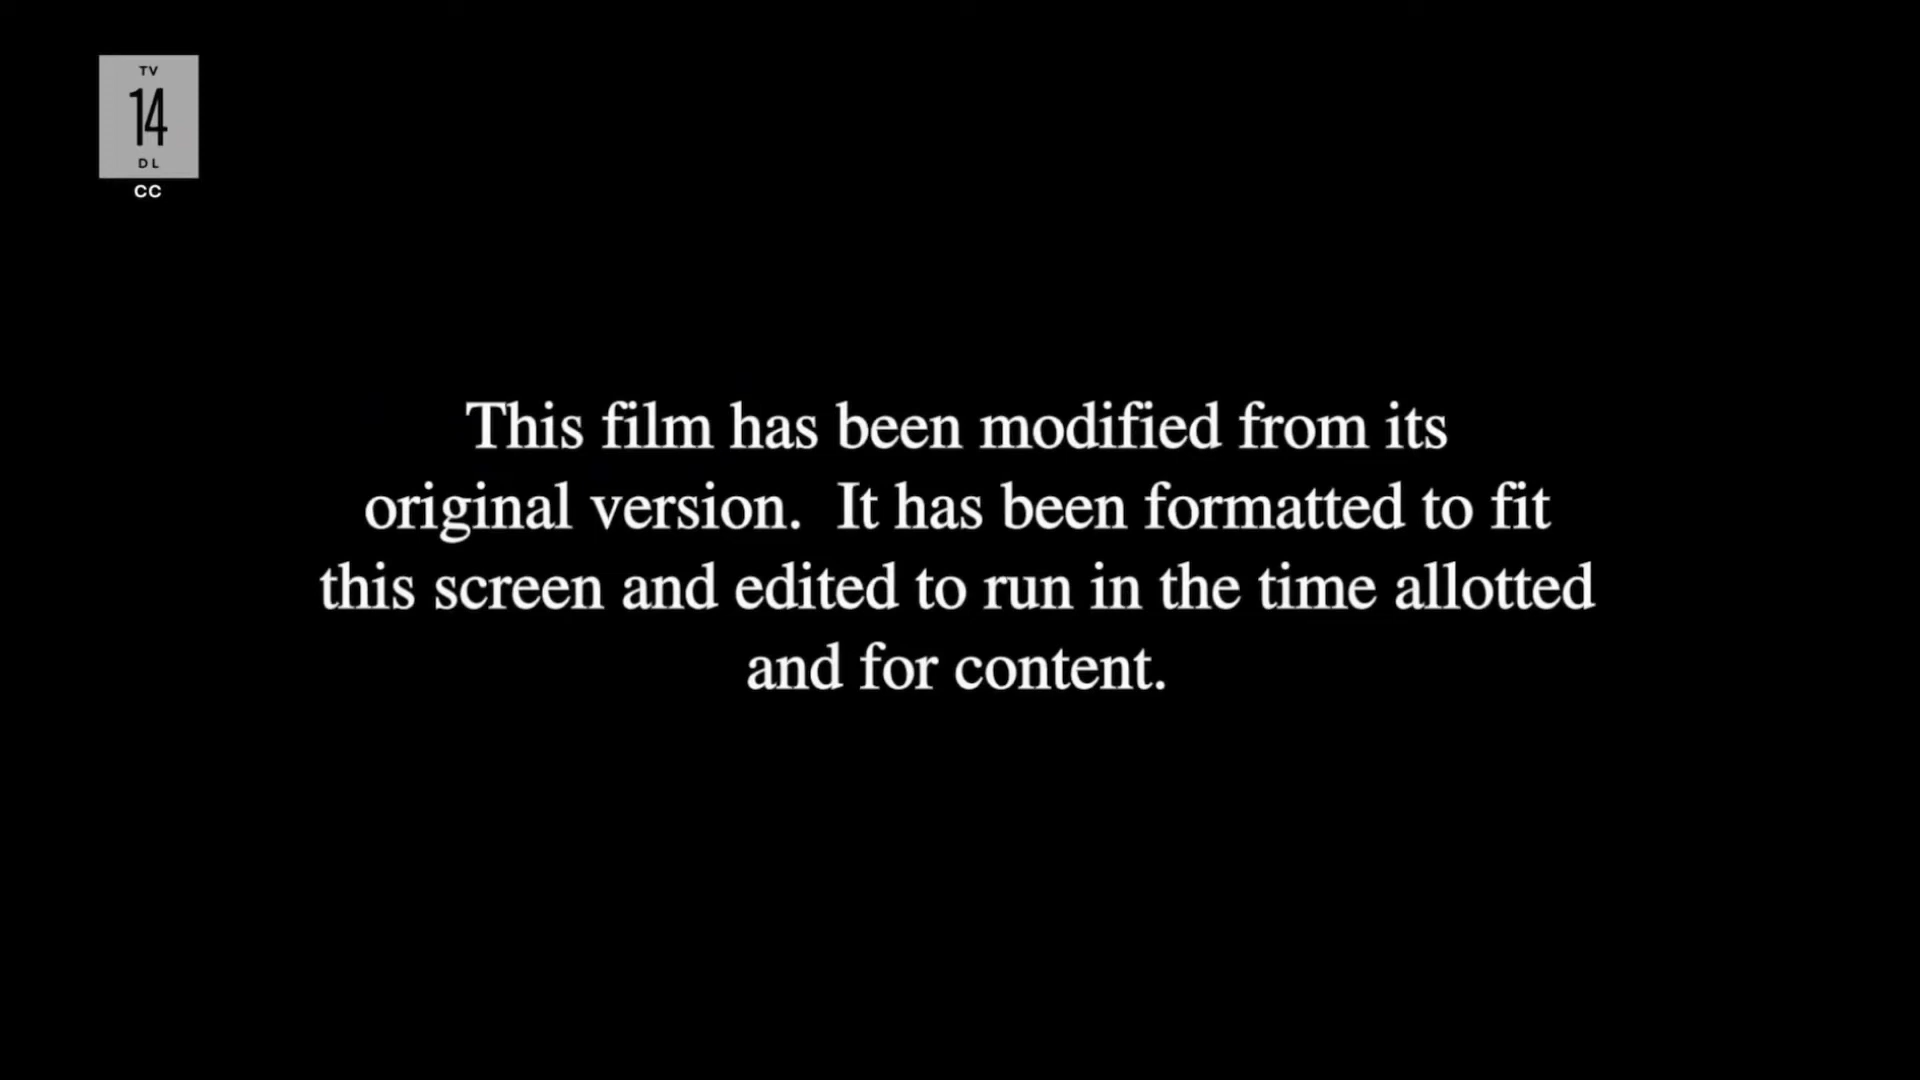 TV
14
DL
CC
This film has been modified from its
original version.  It has been formatted to fit
this screen and edited to run in the time allotted
and for content.